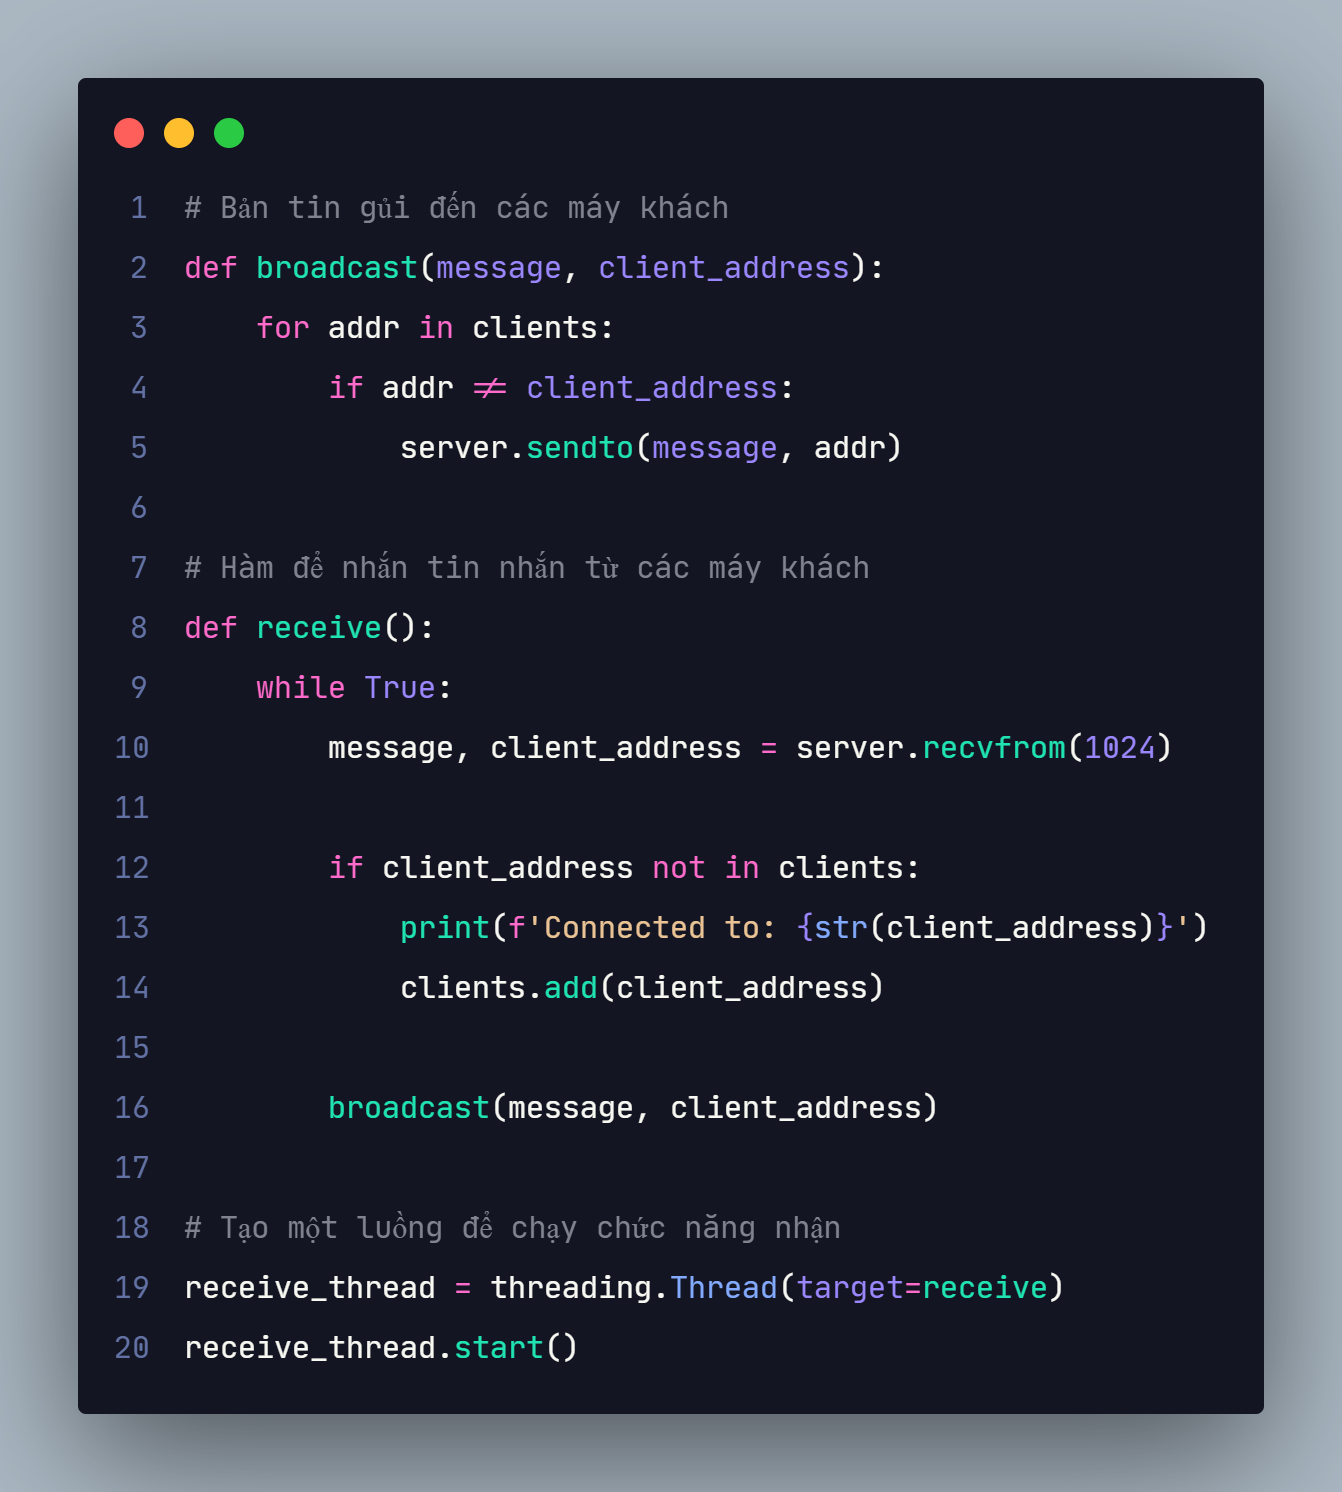 1 # Bản tin gủi đến các máy khách
2 def broadcast(message, client_address):
3     for addr in clients:
4         if addr != client_address:
5             server.sendto(message, addr)
6
7 # Hàm để nhắn tin nhắn từ các máy khách
8 def receive():
9     while True:
10         message, client_address = server.recvfrom(1024)
11
12         if client_address not in clients:
13             print(f'Connected to: {str(client_address)}')
14             clients.add(client_address)
15
16         broadcast(message, client_address)
17
18 # Tạo một luồng để chạy chức năng nhận
19 receive_thread = threading.Thread(target=receive)
20 receive_thread.start()